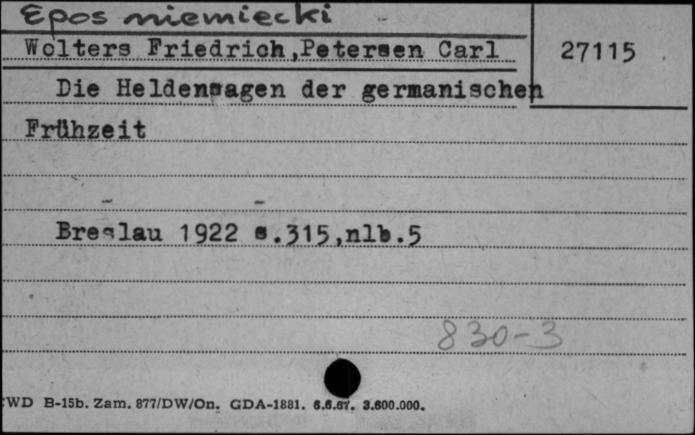 Epos niemiecki
Wolters Friedrich,Petersen Carl
27115
Die Heldensagen der germanischen
Frühzeit
Breslau 1922 s.315,nlb.5
830-3
CWD B-15b. Zam. 877/DW/On. GDA-1881. 6.6.67. 3.600.000.